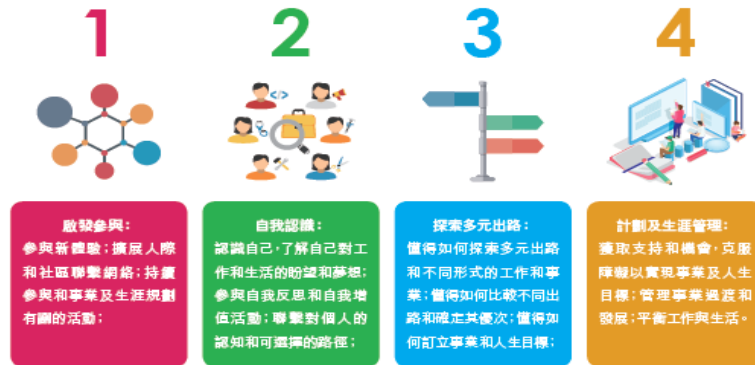 1
2
3
4
啟發參與：
參與新體驗；擴展人際
和社區聯繫網絡；持續
參與和事業及生涯規劃
有關的活動；
自我認識：
認識自己，了解自己對工
作和生活的盼望和夢想；
參與自我反思和自我增
值活動；聯繫對個人的
認知和可選擇的路徑；
探索多元出路：
懂得如何探索多元出路
和不同形式的工作和事
業；懂得如何比較不同出
路和確定其優次；懂得如
何訂立事業和人生目標；
計劃及生涯管理：
獲取支持和機會，克服
障礙以實現事業及人生
目標；管理事業過渡和
發展；平衡工作與生活。